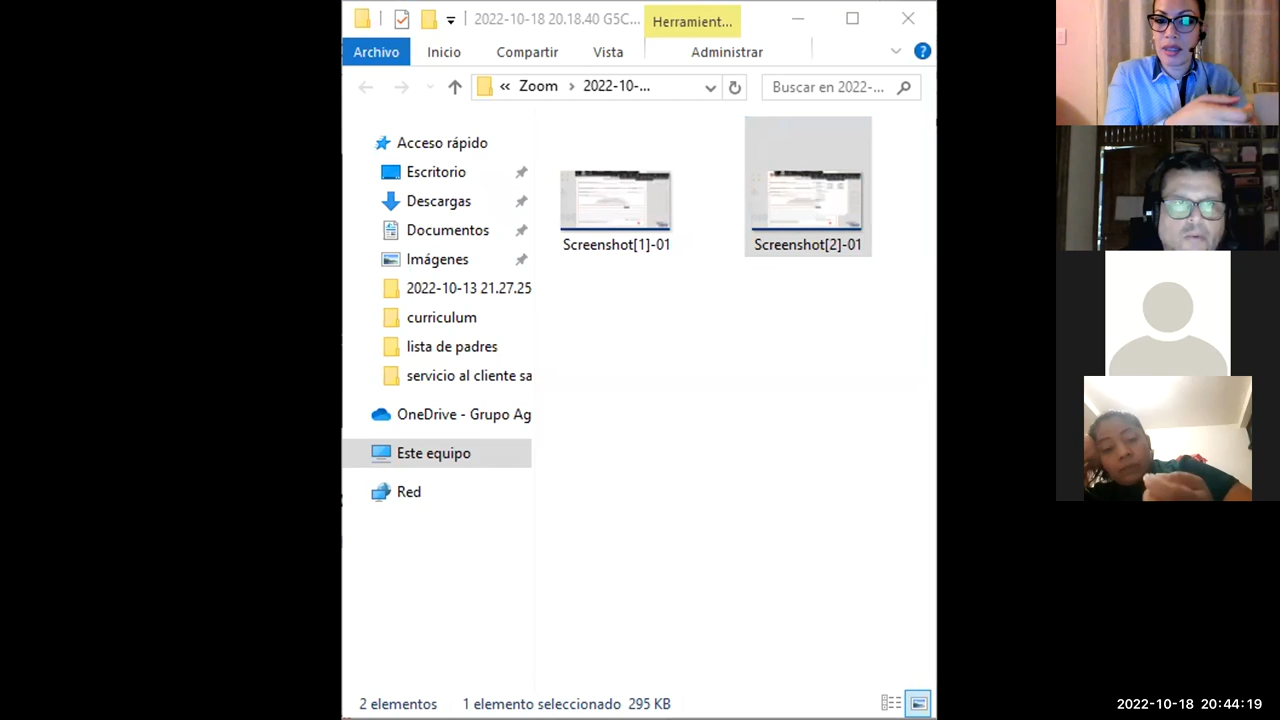 2022-10-18 20.18.40 G5C...
Herramient...
Archivo
Inicio
Compartir
Vista
Administrar
« Zoom > 2022-10-...
Buscar en 2022-...
Acceso rápido
Escritorio
Descargas
Documentos
Imágenes
2022-10-13 21.27.25
curriculum
lista de padres
servicio al cliente sa
OneDrive - Grupo Ag
Este equipo
Red
Screenshot[1]-01
Screenshot[2]-01
2 elementos
1 elemento seleccionado 295 KB
2022-10-18 20:44:19